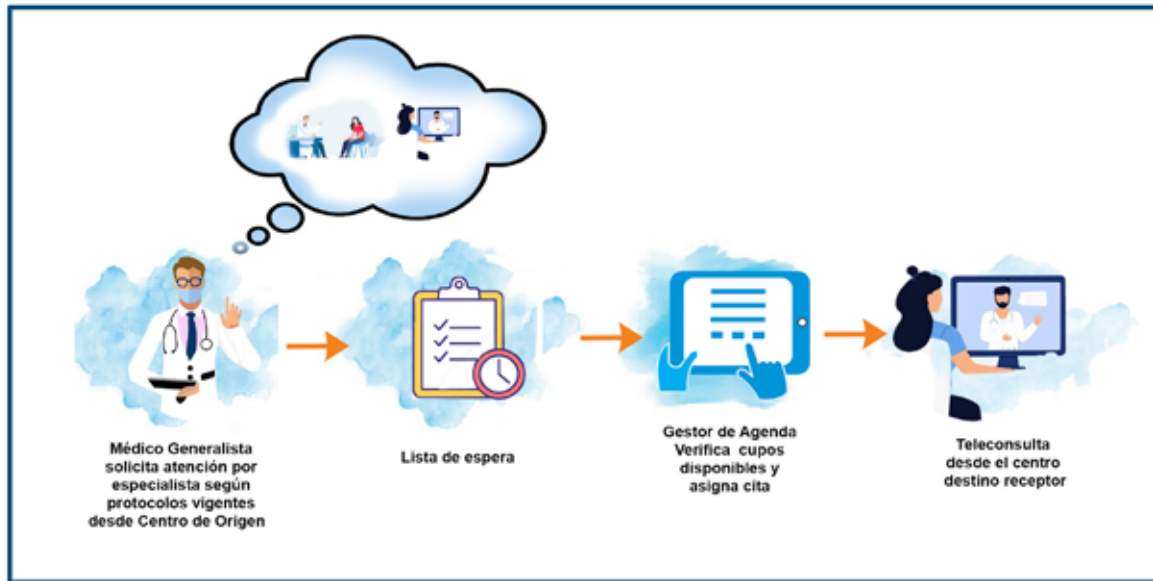 Médico Generalista
solicita atención por
especialista según
protocolos vigentes
desde Centro de Origen
Lista de espera
Gestor de Agenda
Verifica cupos
disponibles y
asigna cita
Teleconsulta
desde el centro
destino receptor